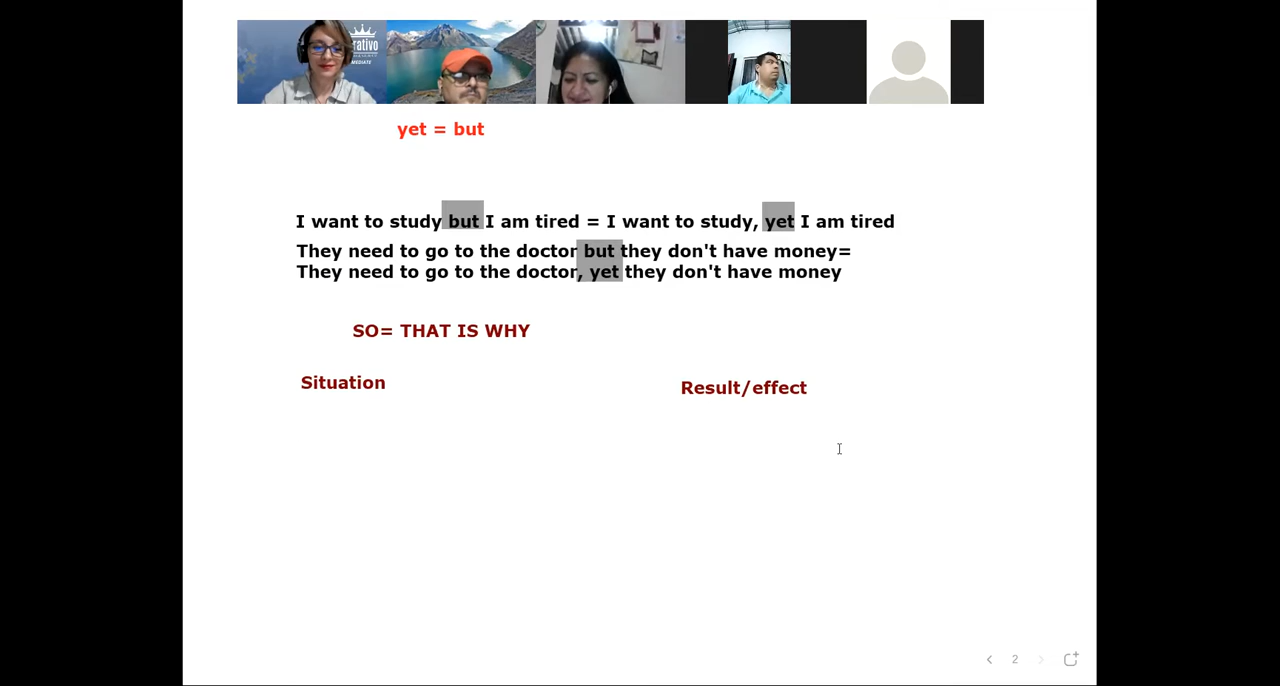 rativo
MEDIATE
yet = but
I want to study but I am tired = I want to study, yet I am tired
They need to go to the doctor but they don't have money=
They need to go to the doctor, yet they don't have money
SO= THAT IS WHY
Situation
Result/effect
2